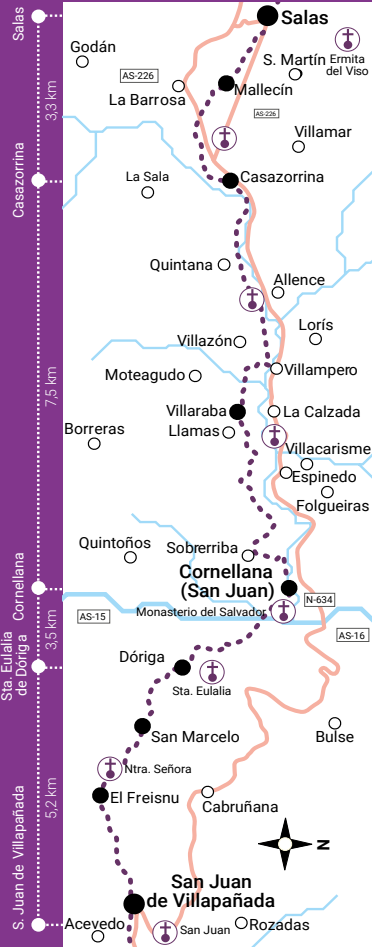 Salas
3,3 km
Casazorrina
7,5 km
Cornellana
3,5 km
Sta. Eulalia
de Dóriga
5,2 km
S. Juan de Villapañada
Salas
Godán
S. Martín
Ermita
del Viso
AS-226
La Barrosa
Mallecín
AS-226
Villamar
La Sala
Casazorrina
Quintana
Allence
Lorís
Villazón
Moteagudo
Villampero
Villaraba
La Calzada
Borreras
Llamas
Villacarisme
Espinedo
Folgueiras
Quintoños
Sobrerriba
Cornellana
(San Juan)
N-634
Monasterio del Salvador
AS-15
AS-16
Dóriga
Sta. Eulalia
San Marcelo
Bulse
Ntra. Señora
El Freisnu
Cabruñana
N
San Juan
de Villapañada
Acevedo
San Juan
Rozadas